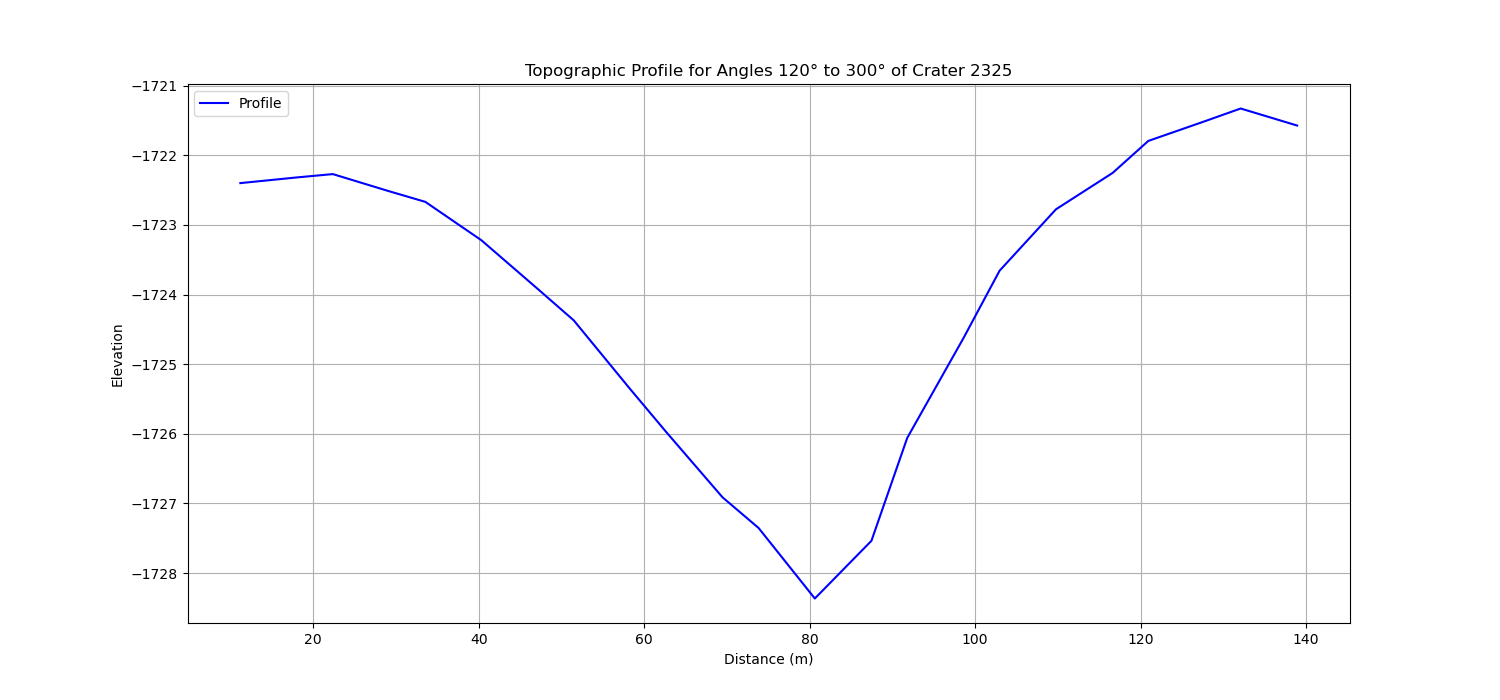 Topographic Profile for Angles 120° to 300° of Crater 2325
Profile
−1721
−1722
−1723
−1724
−1725
−1726
−1727
−1728
Elevation
20 40 60 80 100 120 140
Distance (m)